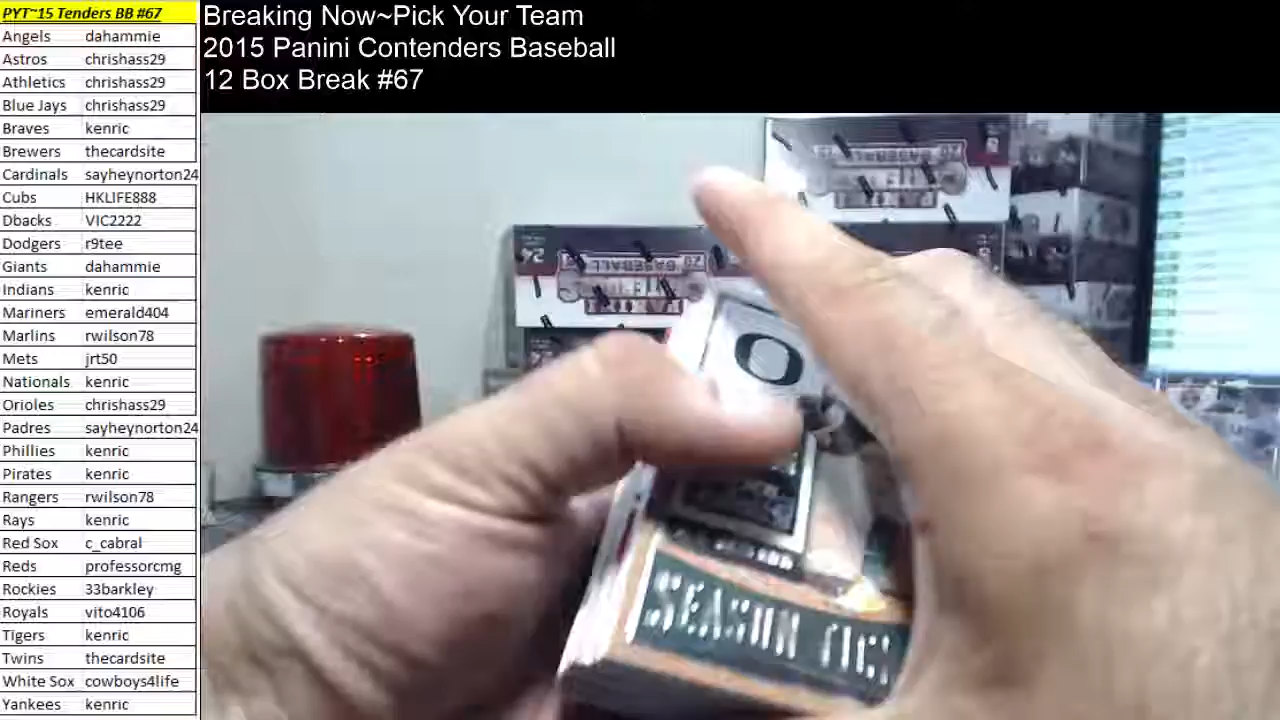 PYT~15 Tenders BB #67
Angels dahammie
Astros chrishass29
Athletics chrishass29
Blue Jays chrishass29
Braves kenric
Brewers thecardsite
Cardinals sayheynorton24
Cubs HKLIFE888
Dbacks VIC2222
Dodgers r9tee
Giants dahammie
Indians kenric
Mariners emerald404
Marlins rwilson78
Mets jrt50
Nationals kenric
Orioles chrishass29
Padres sayheynorton24
Phillies kenric
Pirates kenric
Rangers rwilson78
Rays kenric
Red Sox c_cabral
Reds professorcmg
Rockies 33barkley
Royals vito4106
Tigers kenric
Twins thecardsite
White Sox cowboys4life
Yankees kenric
Breaking Now~Pick Your Team
2015 Panini Contenders Baseball
12 Box Break #67
BASEBALL
24
BASEBALL
PANINI
O
SEASON TIC